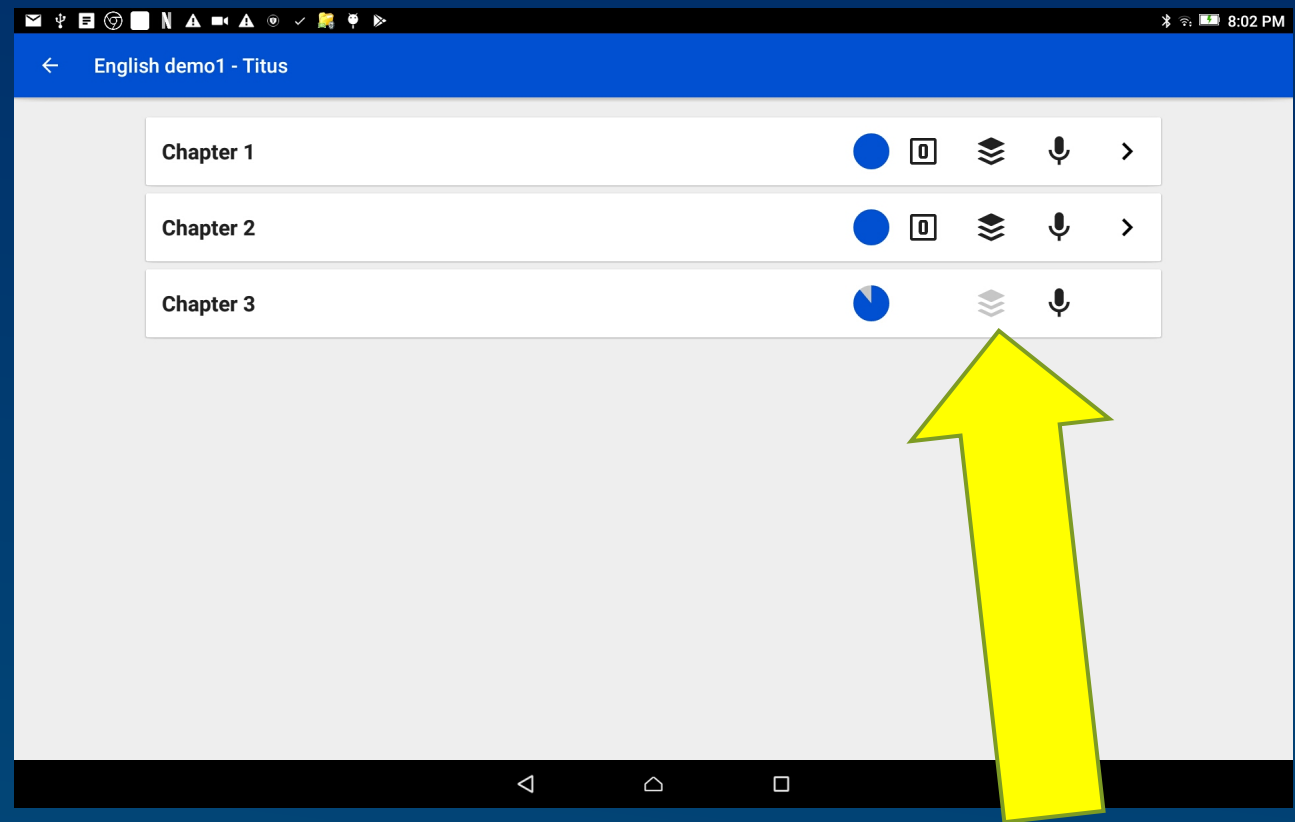 8:02 PM
English demo1 - Titus
Chapter 1
0
Chapter 2
0
Chapter 3